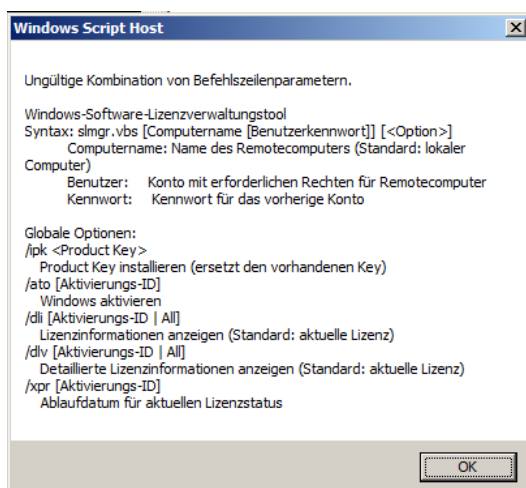 Windows Script Host
Ungültige Kombination von Befehlszeilenparametern.
Windows-Software-Lizenzverwaltungstool
Syntax: slmgr.vbs [Computername [Benutzerkennwort]] [<Option>]
Computername: Name des Remotecomputers (Standard: lokaler
Computer)
Benutzer: Konto mit erforderlichen Rechten für Remotecomputer
Kennwort: Kennwort für das vorherige Konto
Globale Optionen:
/ipk <Product Key>
Product Key installieren (ersetzt den vorhandenen Key)
/ato [Aktivierungs-ID]
Windows aktivieren
/dli [Aktivierungs-ID | All]
Lizenzinformationen anzeigen (Standard: aktuelle Lizenz)
/dlv [Aktivierungs-ID | All]
Detaillierte Lizenzinformationen anzeigen (Standard: aktuelle Lizenz)
/xpr [Aktivierungs-ID]
Ablaufdatum für aktuellen Lizenzstatus
OK